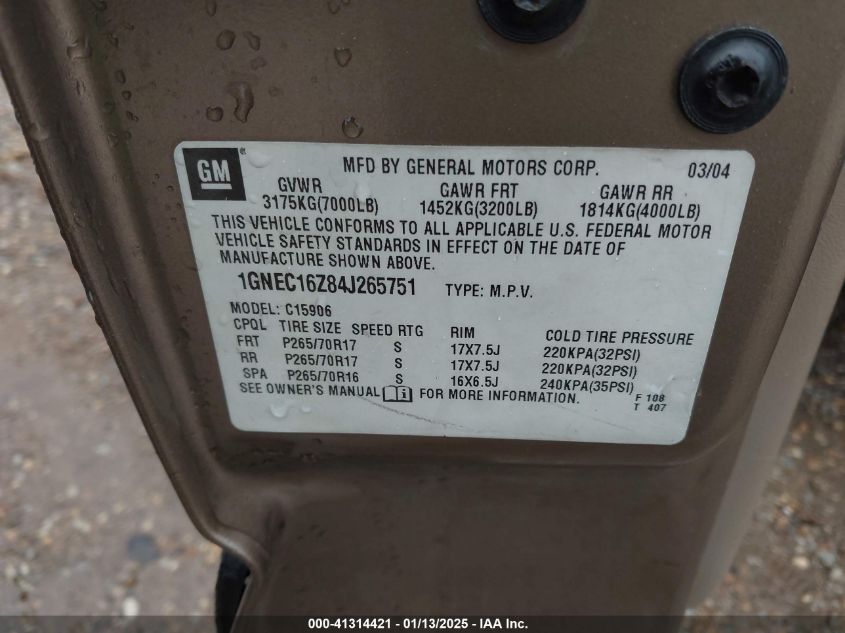 GM
MFD BY GENERAL MOTORS CORP. 03/04
GVWR GAWR FRT GAWR RR
3175KG(7000LB) 1452KG(3200LB) 1814KG(4000LB)
THIS VEHICLE CONFORMS TO ALL APPLICABLE U.S. FEDERAL MOTOR
VEHICLE SAFETY STANDARDS IN EFFECT ON THE DATE OF
MANUFACTURE SHOWN ABOVE.
1GNEC16Z84J265751 TYPE: M.P.V.
MODEL: C15906
CPQL TIRE SIZE SPEED RTG RIM COLD TIRE PRESSURE
FRT P265/70R17 S 17X7.5J 220KPA(32PSI)
RR P265/70R17 S 17X7.5J 220KPA(32PSI)
SPA P265/70R16 S 16X6.5J 240KPA(35PSI)
SEE OWNER'S MANUAL i FOR MORE INFORMATION.
F 108
T 407
000-41314421 - 01/13/2025 - IAA Inc.